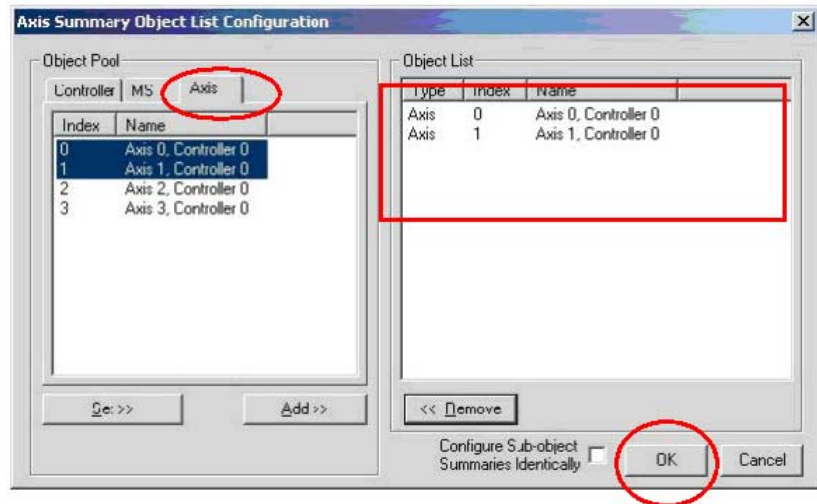 Axis Summary Object List Configuration
Object Pool
Controller MS Axis
Index Name
0 Axis 0, Controller 0
1 Axis 1, Controller 0
2 Axis 2, Controller 0
3 Axis 3, Controller 0
Set >>
Add >>
Object List
Type Index Name
Axis 0 Axis 0, Controller 0
Axis 1 Axis 1, Controller 0
<< Remove
Configure Sub-object
Summaries Identically
OK
Cancel